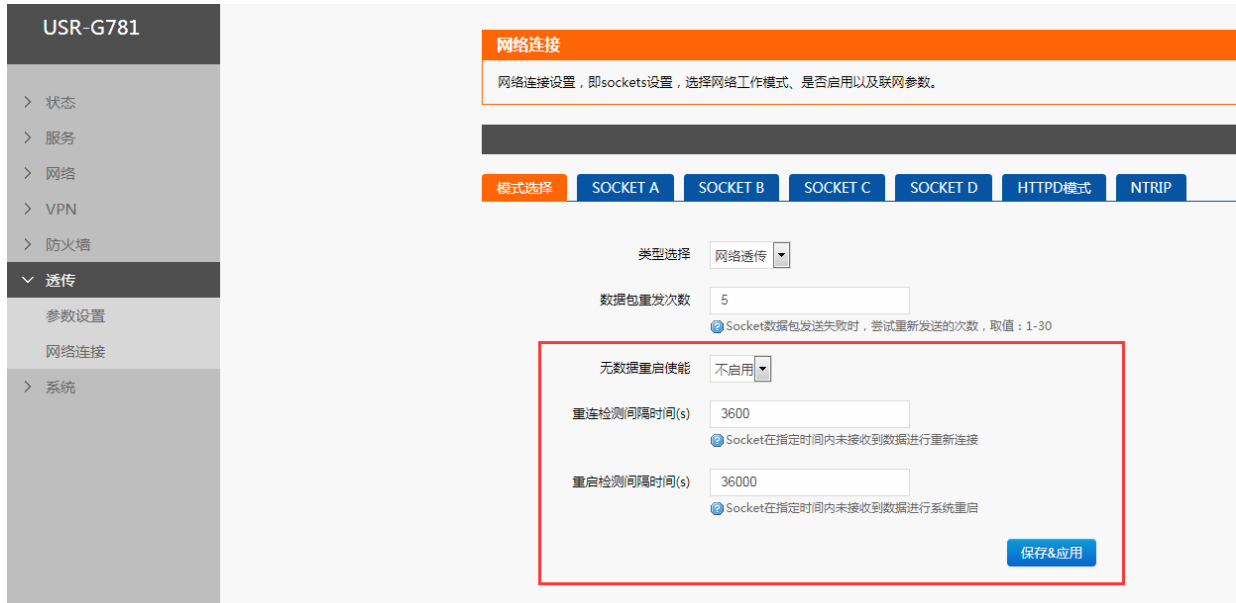 USR-G781
状态
服务
网络
VPN
防火墙
透传
参数设置
网络连接
系统
网络连接
网络连接设置，即sockets设置，选择网络工作模式、是否启用以及联网参数。
模式选择 SOCKET A SOCKET B SOCKET C SOCKET D HTTPD模式 NTRIP
类型选择 网络透传
数据包重发次数 5
Socket数据包发送失败时，尝试重新发送的次数，取值：1-30
无数据重启使能 不启用
重连检测间隔时间(s) 3600
Socket在指定时间内未接收到数据进行重新连接
重启检测间隔时间(s) 36000
Socket在指定时间内未接收到数据进行系统重启
保存&应用